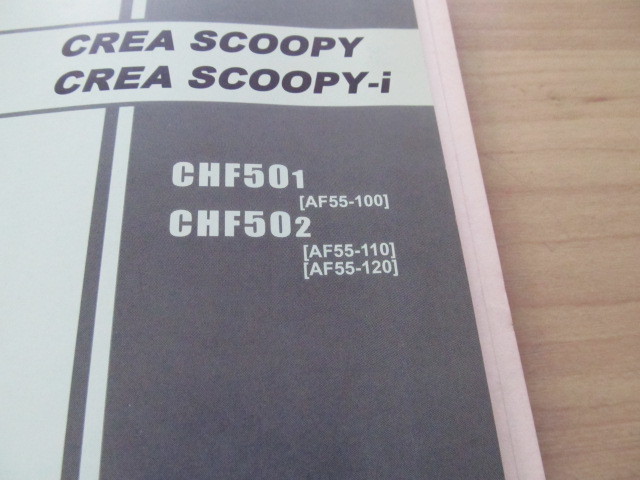 CREA SCOOPY
CREA SCOOPY-i
CHF501
[AF55-100]
CHF502
[AF55-110]
[AF55-120]